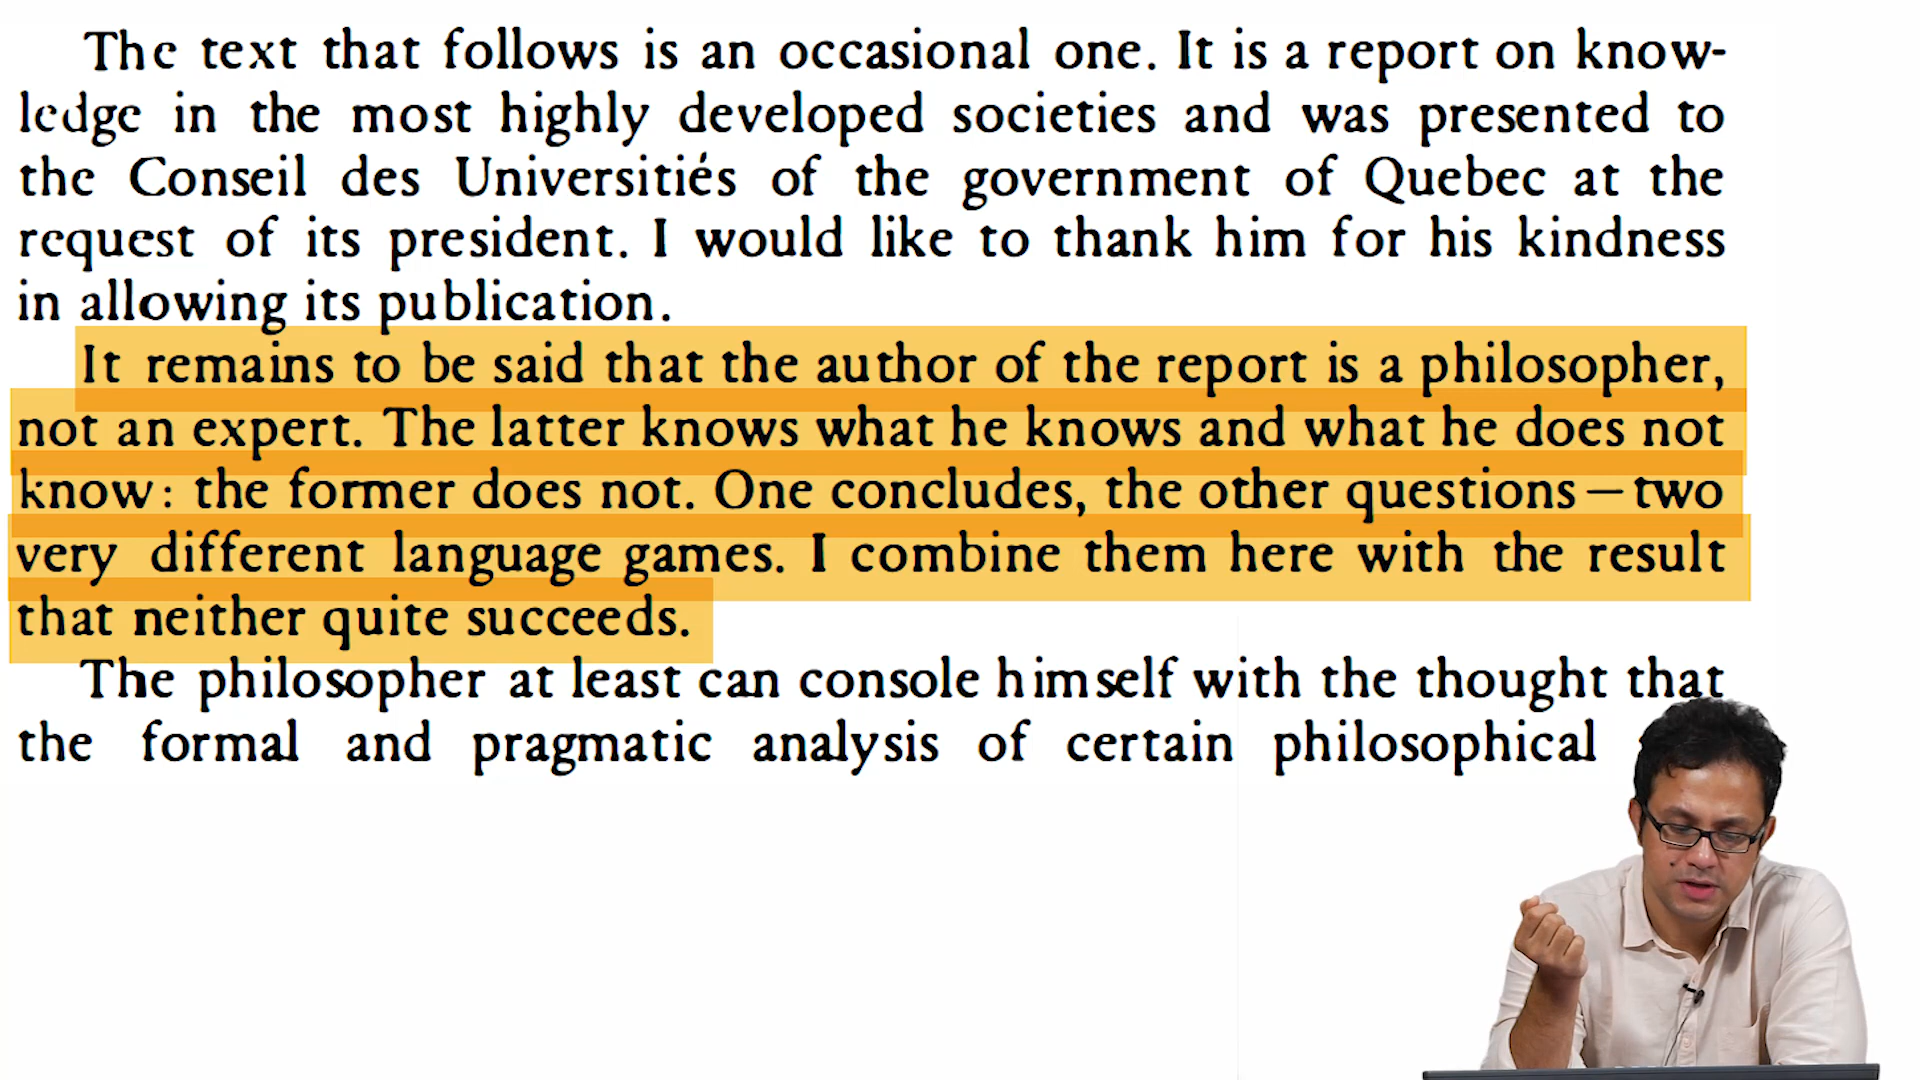 The text that follows is an occasional one. It is a report on know-
ledge in the most highly developed societies and was presented to
the Conseil des Universitiés of the government of Quebec at the
request of its president. I would like to thank him for his kindness
in allowing its publication.
It remains to be said that the author of the report is a philosopher,
not an expert. The latter knows what he knows and what he does not
know: the former does not. One concludes, the other questions — two
very different language games. I combine them here with the result
that neither quite succeeds.
The philosopher at least can console himself with the thought that
the formal and pragmatic analysis of certain philosophical